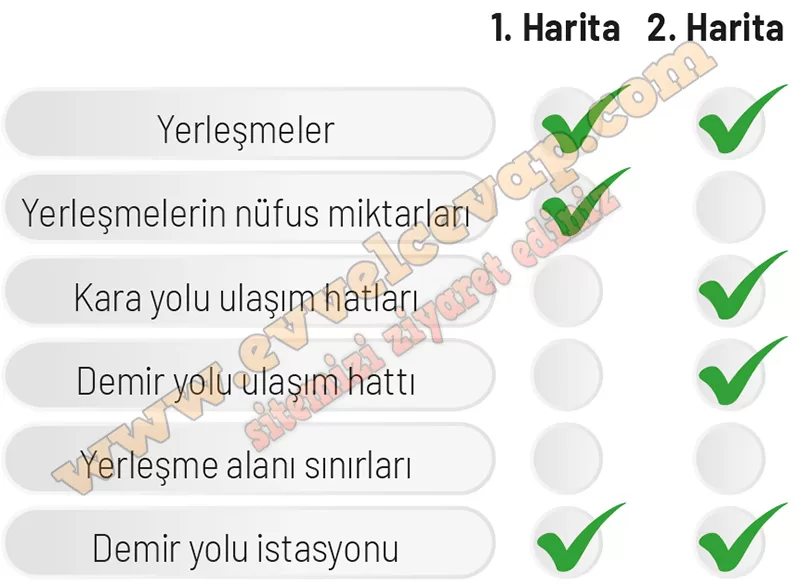 1. Harita 2. Harita
Yerleşmeler
Yerleşmelerin nüfus miktarları
Kara yolu ulaşım hatları
Demir yolu ulaşım hattı
Yerleşme alanı sınırları
Demir yolu istasyonu
www.evvelcevap.com
sitemizi ziyaret ediniz